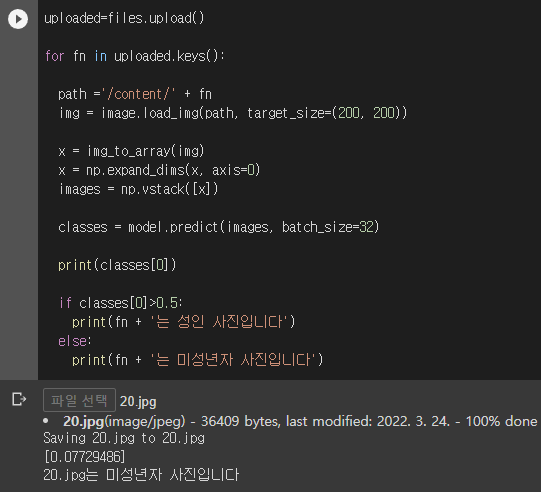 uploaded=files.upload()
for fn in uploaded.keys():
path ='/content/' + fn
img = image.load_img(path, target_size=(200, 200))
x = img_to_array(img)
x = np.expand_dims(x, axis=0)
images = np.vstack([x])
classes = model.predict(images, batch_size=32)
print(classes[0])
if classes[0]>0.5:
print(fn + '는 성인 사진입니다')
else:
print(fn + '는 미성년자 사진입니다')
파일 선택 20.jpg
• 20.jpg(image/jpeg) - 36409 bytes, last modified: 2022. 3. 24. - 100% done
Saving 20.jpg to 20.jpg
[0.07729486]
20.jpg는 미성년자 사진입니다